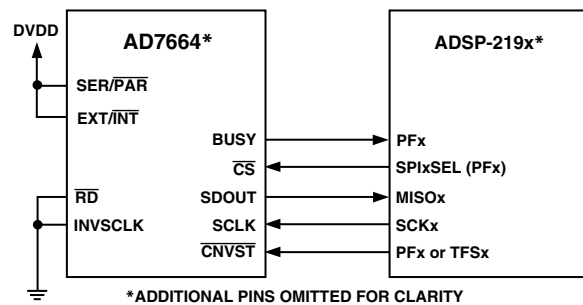 DVDD
AD7664*
ADSP-219x*
SER/PAR
EXT/INT
BUSY
PFx
CS
SPIxSEL (PFx)
RD
SDOUT
MISOx
INVSCLK
SCLK
SCKx
CNVST
PFx or TFSx
*ADDITIONAL PINS OMITTED FOR CLARITY